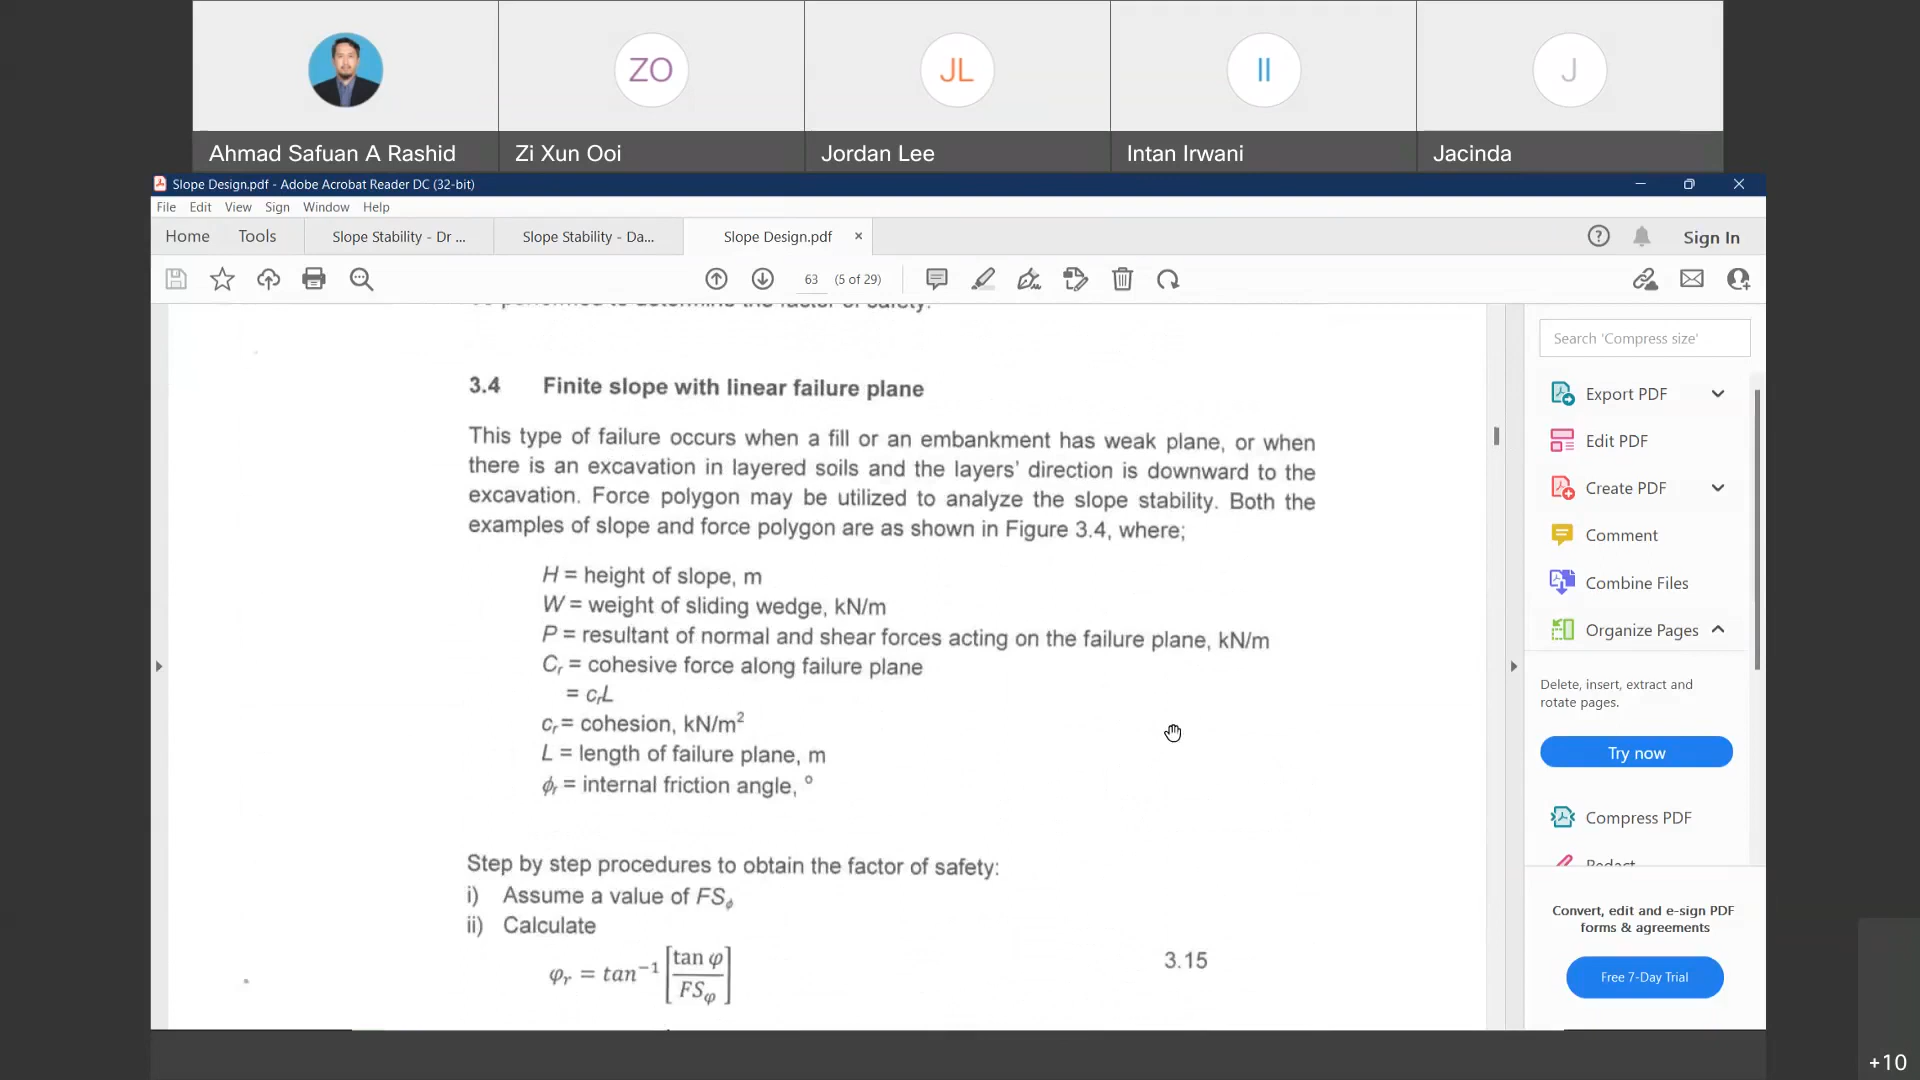 ZO
JL
II
J
Ahmad Safuan A Rashid
Zi Xun Ooi
Jordan Lee
Intan Irwani
Jacinda
Slope Design.pdf - Adobe Acrobat Reader DC (32-bit)
File Edit View Sign Window Help
Home Tools Slope Stability - Dr ... Slope Stability - Da... Slope Design.pdf × Sign In
63 (5 of 29)
to determine the factor of safety.
3.4 Finite slope with linear failure plane
This type of failure occurs when a fill or an embankment has weak plane, or when
there is an excavation in layered soils and the layers' direction is downward to the
excavation. Force polygon may be utilized to analyze the slope stability. Both the
examples of slope and force polygon are as shown in Figure 3.4, where;
H = height of slope, m
W = weight of sliding wedge, kN/m
P = resultant of normal and shear forces acting on the failure plane, kN/m
Cr = cohesive force along failure plane
= crL
cr = cohesion, kN/m²
L = length of failure plane, m
ϕr = internal friction angle, °
Step by step procedures to obtain the factor of safety:
i) Assume a value of FSϕ
ii) Calculate
φr = tan⁻¹ [tan φ / FSφ] 3.15
Search 'Compress size'
Export PDF
Edit PDF
Create PDF
Comment
Combine Files
Organize Pages
Delete, insert, extract and
rotate pages.
Try now
Compress PDF
Redact
Convert, edit and e-sign PDF
forms & agreements
Free 7-Day Trial
+10